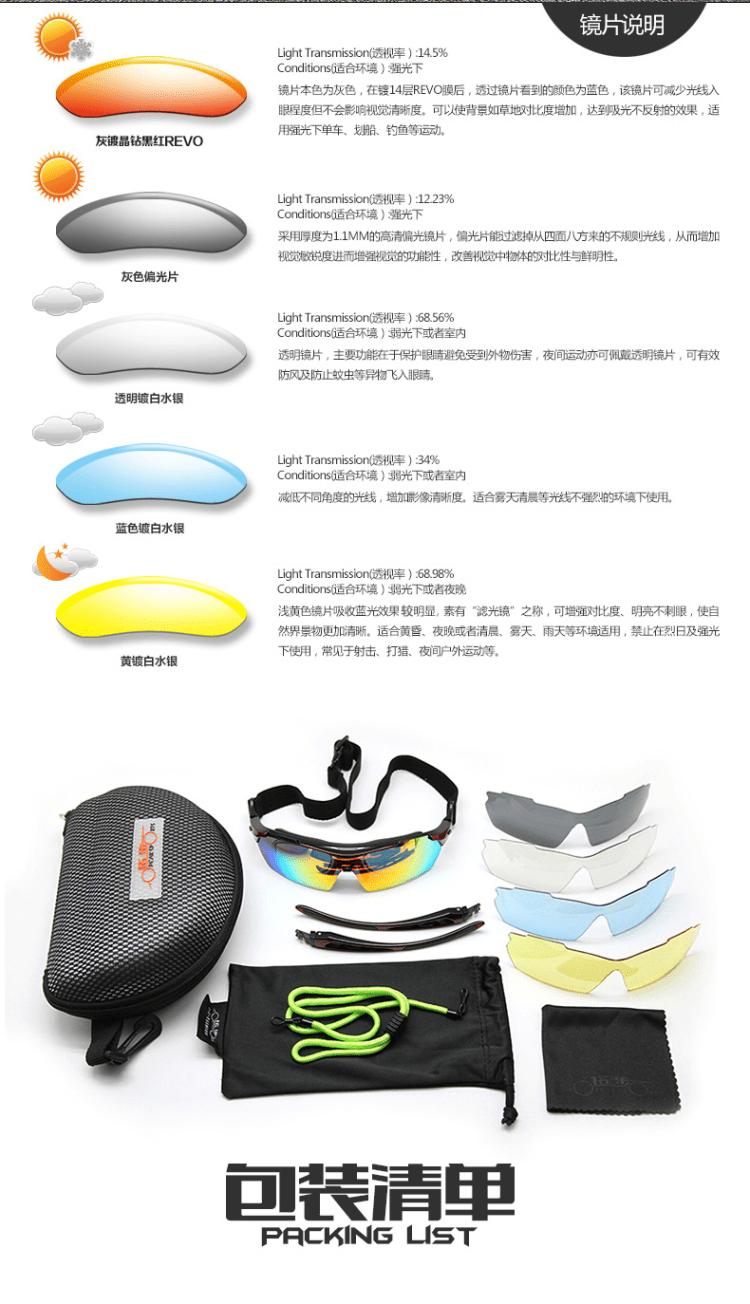 镜片说明
Light Transmission(透视率）:14.5%
Conditions(适合环境）:强光下
镜片本色为灰色，在镀14层REVO膜后，透过镜片看到的颜色为蓝色，该镜片可减少光线入
眼程度但不会影响视觉清晰度。可以使背景如草地对比度增加，达到吸光不反射的效果，适
用强光下单车、划船、钓鱼等运动。
灰镀晶钻黑红REVO
Light Transmission(透视率）:12.23%
Conditions(适合环境）:强光下
采用厚度为1.1MM的高清偏光镜片，偏光片能过滤掉从四面八方来的不规则光线，从而增加
视觉敏锐度进而增强视觉的功能性，改善视觉中物体的对比性与鲜明性。
灰色偏光片
Light Transmission(透视率）:68.56%
Conditions(适合环境）:弱光下或者室内
透明镜片，主要功能在于保护眼睛避免受到外物伤害，夜间运动亦可佩戴透明镜片，可有效
防风及防止蚊虫等异物飞入眼睛。
透明镀白水银
Light Transmission(透视率）:34%
Conditions(适合环境）:弱光下或者室内
减低不同角度的光线，增加影像清晰度。适合雾天清晨等光线不强烈的环境下使用。
蓝色镀白水银
Light Transmission(透视率）:68.98%
Conditions(适合环境）:弱光下或者夜晚
浅黄色镜片吸收蓝光效果较明显，素有“滤光镜”之称，可增强对比度、明亮不刺眼，使自
然界景物更加清晰。适合黄昏、夜晚或者清晨、雾天、雨天等环境适用，禁止在烈日及强光
下使用，常见于射击、打猎、夜间户外运动等。
黄镀白水银
包装清单
PACKING LIST